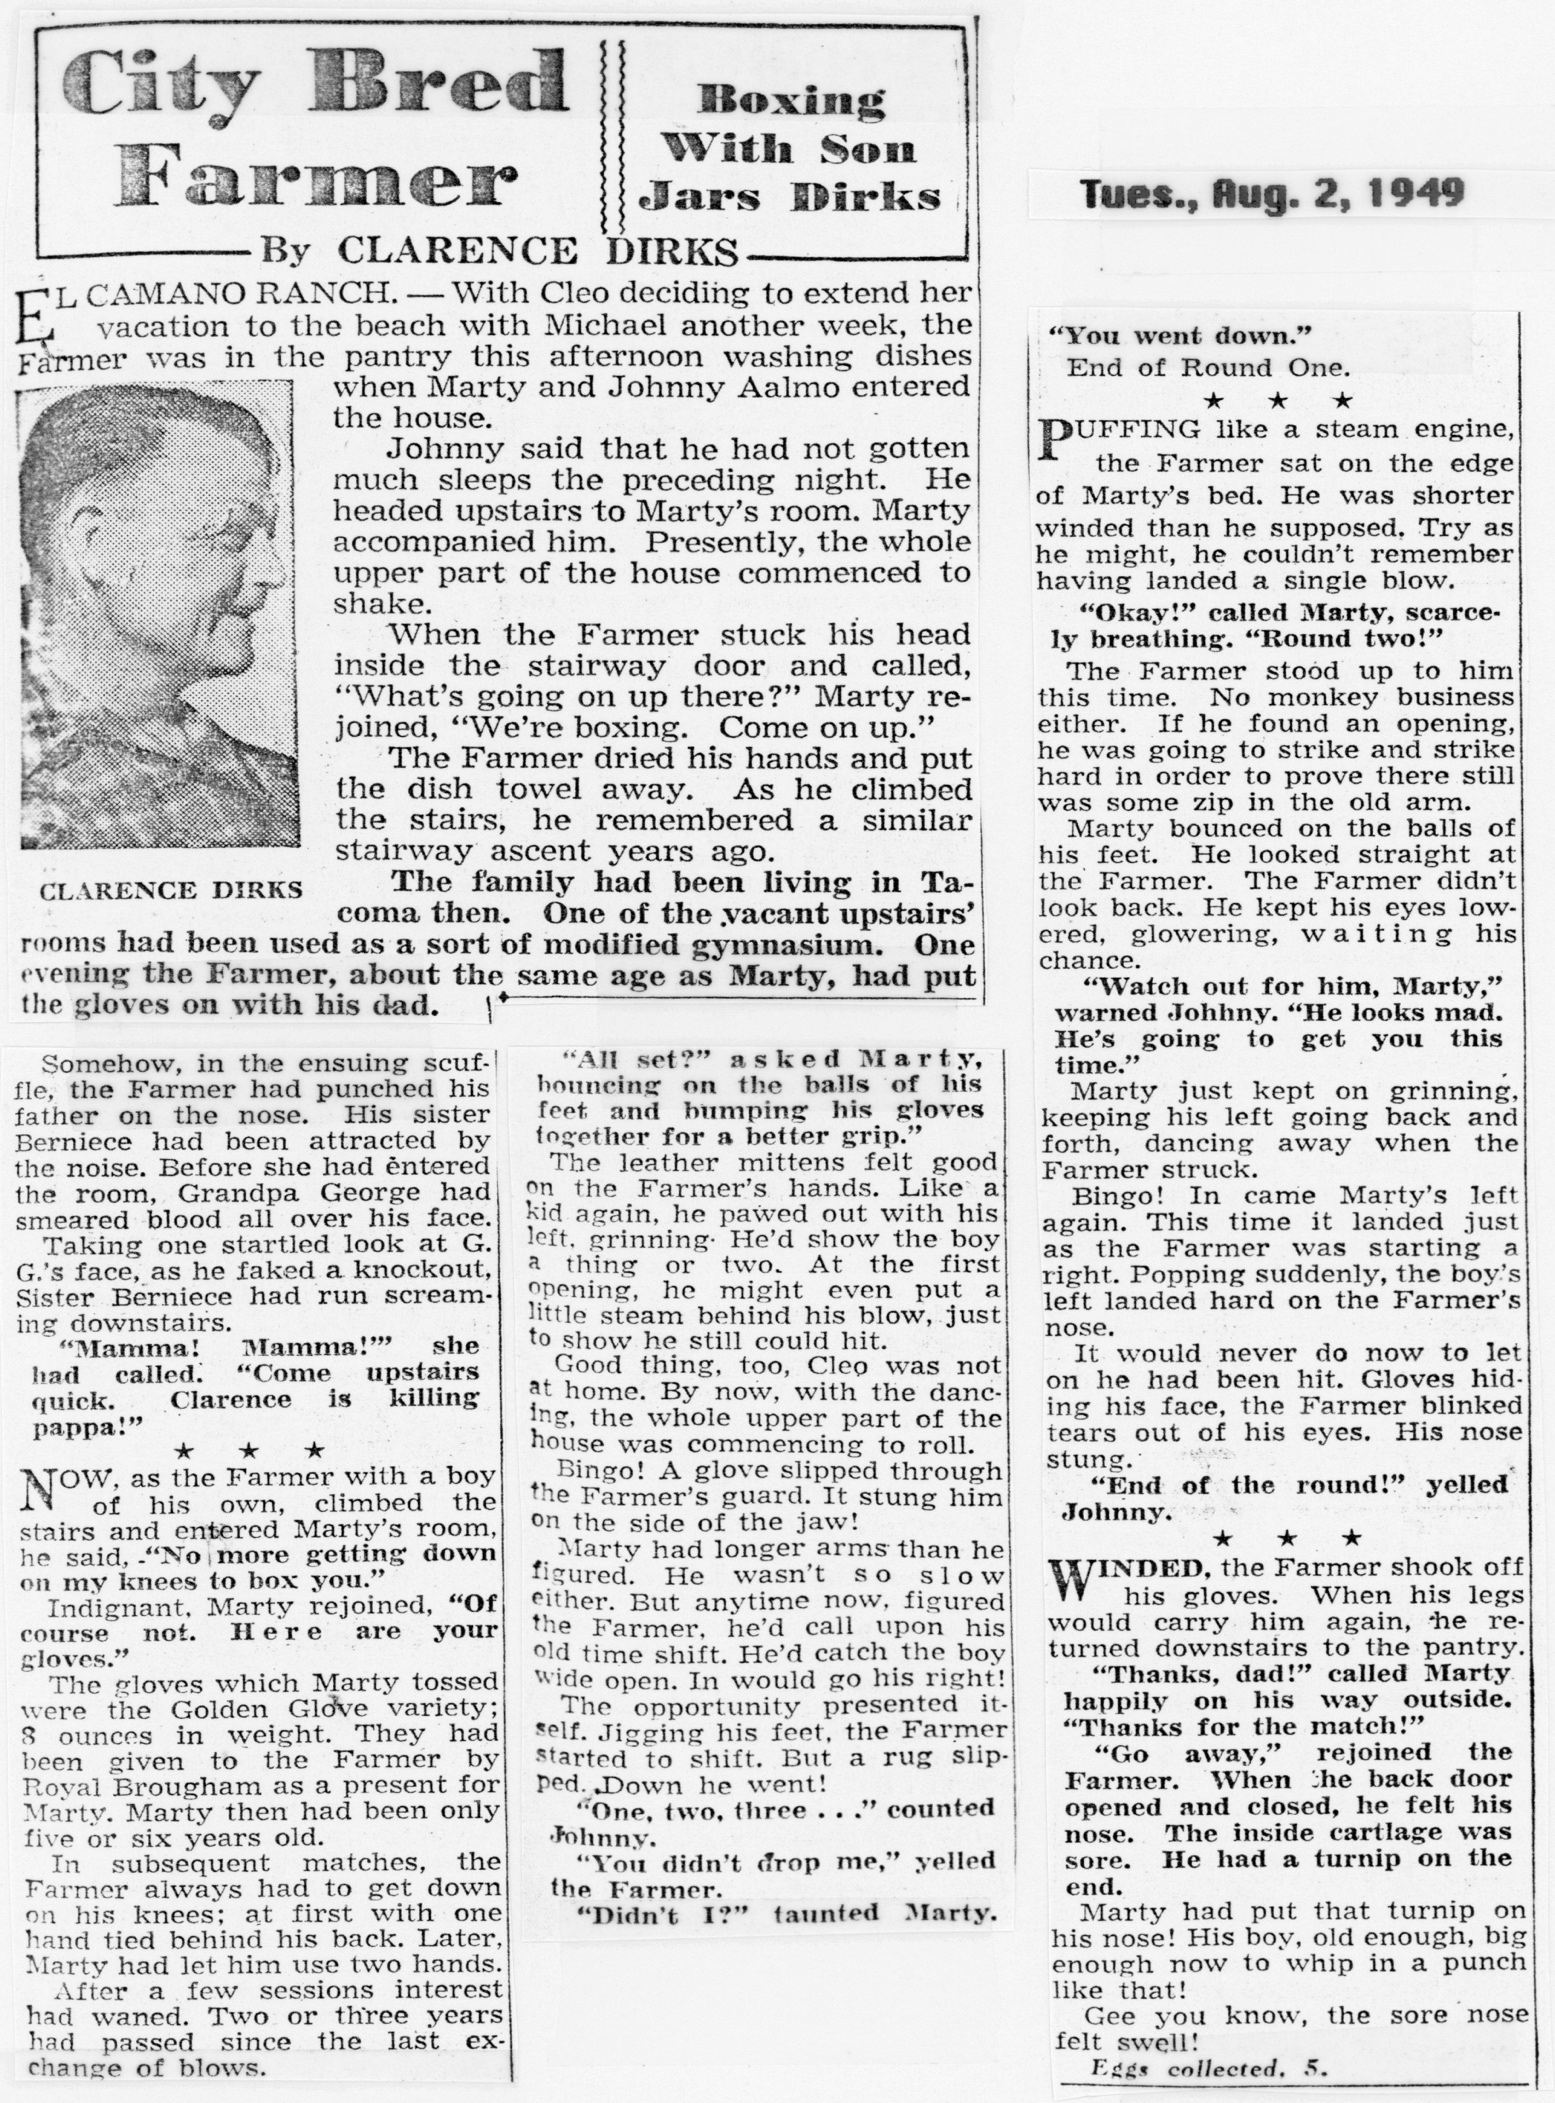 City Bred
Farmer
Boxing
With Son
Jars Dirks
By CLARENCE DIRKS
Tues., Aug. 2, 1949
EL CAMANO RANCH. — With Cleo deciding to extend her
vacation to the beach with Michael another week, the
Farmer was in the pantry this afternoon washing dishes
when Marty and Johnny Aalmo entered
the house.
Johnny said that he had not gotten
much sleeps the preceding night. He
headed upstairs to Marty's room. Marty
accompanied him. Presently, the whole
upper part of the house commenced to
shake.
When the Farmer stuck his head
inside the stairway door and called,
"What's going on up there?" Marty re-
joined, "We're boxing. Come on up."
The Farmer dried his hands and put
the dish towel away. As he climbed
the stairs, he remembered a similar
stairway ascent years ago.
CLARENCE DIRKS
The family had been living in Ta-
coma then. One of the vacant upstairs'
rooms had been used as a sort of modified gymnasium. One
evening the Farmer, about the same age as Marty, had put
the gloves on with his dad.
Somehow, in the ensuing scuf-
fle, the Farmer had punched his
father on the nose. His sister
Berniece had been attracted by
the noise. Before she had entered
the room, Grandpa George had
smeared blood all over his face.
Taking one startled look at G.
G.'s face, as he faked a knockout,
Sister Berniece had run scream-
ing downstairs.
"Mamma! Mamma!'" she
had called. "Come upstairs
quick. Clarence is killing
pappa!"
★ ★ ★
NOW, as the Farmer with a boy
of his own, climbed the
stairs and entered Marty's room,
he said, "No more getting down
on my knees to box you."
Indignant, Marty rejoined, "Of
course not. Here are your
gloves."
The gloves which Marty tossed
were the Golden Glove variety;
8 ounces in weight. They had
been given to the Farmer by
Royal Brougham as a present for
Marty. Marty then had been only
five or six years old.
In subsequent matches, the
Farmer always had to get down
on his knees; at first with one
hand tied behind his back. Later,
Marty had let him use two hands.
After a few sessions interest
had waned. Two or three years
had passed since the last ex-
change of blows.
"All set?" asked Marty,
bouncing on the balls of his
feet and bumping his gloves
together for a better grip."
The leather mittens felt good
on the Farmer's hands. Like a
kid again, he pawed out with his
left, grinning. He'd show the boy
a thing or two. At the first
opening, he might even put a
little steam behind his blow, just
to show he still could hit.
Good thing, too, Cleo was not
at home. By now, with the danc-
ing, the whole upper part of the
house was commencing to roll.
Bingo! A glove slipped through
the Farmer's guard. It stung him
on the side of the jaw!
Marty had longer arms than he
figured. He wasn't so slow
either. But anytime now, figured
the Farmer, he'd call upon his
old time shift. He'd catch the boy
wide open. In would go his right!
The opportunity presented it-
self. Jigging his feet, the Farmer
started to shift. But a rug slip-
ped. Down he went!
"One, two, three . . ." counted
Johnny.
"You didn't drop me," yelled
the Farmer.
"Didn't I?" taunted Marty.
"You went down."
End of Round One.
★ ★ ★
PUFFING like a steam engine,
the Farmer sat on the edge
of Marty's bed. He was shorter
winded than he supposed. Try as
he might, he couldn't remember
having landed a single blow.
"Okay!" called Marty, scarce-
ly breathing. "Round two!"
The Farmer stood up to him
this time. No monkey business
either. If he found an opening,
he was going to strike and strike
hard in order to prove there still
was some zip in the old arm.
Marty bounced on the balls of
his feet. He looked straight at
the Farmer. The Farmer didn't
look back. He kept his eyes low-
ered, glowering, waiting his
chance.
"Watch out for him, Marty,"
warned Johhny. "He looks mad.
He's going to get you this
time."
Marty just kept on grinning,
keeping his left going back and
forth, dancing away when the
Farmer struck.
Bingo! In came Marty's left
again. This time it landed just
as the Farmer was starting a
right. Popping suddenly, the boy's
left landed hard on the Farmer's
nose.
It would never do now to let
on he had been hit. Gloves hid-
ing his face, the Farmer blinked
tears out of his eyes. His nose
stung.
"End of the round!" yelled
Johnny.
★ ★ ★
WINDED, the Farmer shook off
his gloves. When his legs
would carry him again, he re-
turned downstairs to the pantry.
"Thanks, dad!" called Marty
happily on his way outside.
"Thanks for the match!"
"Go away," rejoined the
Farmer. When the back door
opened and closed, he felt his
nose. The inside cartlage was
sore. He had a turnip on the
end.
Marty had put that turnip on
his nose! His boy, old enough, big
enough now to whip in a punch
like that!
Gee you know, the sore nose
felt swell!
Eggs collected, 5.